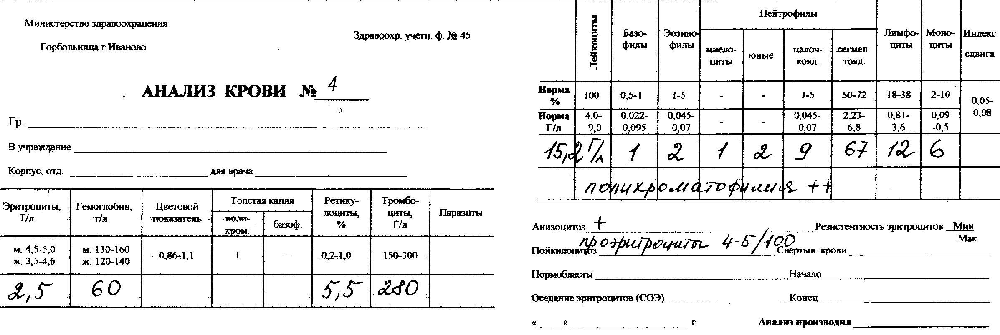 Министерство здравоохранения
Здравоохр. учетн. ф. № 45
Горбольница г.Иваново
АНАЛИЗ КРОВИ № 4
Гр.
В учреждение
Корпус, отд. для врача
Эритроциты, Т/л
Гемоглобин, г/л
Цветовой показатель
Толстая капля
поли-хром.
базоф.
Ретику-лоциты, %
Тромбо-циты, Г/л
Паразиты
м: 4,5-5,0
ж: 3,5-4,5
м: 130-160
ж: 120-140
0,86-1,1
+
–
0,2-1,0
150-300
2,5 60 5,5 280
Лейкоциты
Базо-филы
Эозино-филы
Нейтрофилы
миело-циты
юные
палоч-кояд.
сегмен-тояд.
Лимфо-циты
Моно-циты
Индекс сдвига
Норма % 100 0,5-1 1-5 - - 1-5 50-72 18-38 2-10
0,05-0,08
Норма Г/л 4,0-9,0 0,022-0,095 0,045-0,07 - - 0,045-0,07 2,23-6,8 0,81-3,6 0,09-0,5
15,2 Г/л 1 2 1 2 9 67 12 6
полихроматофилия ++
Анизоцитоз + Резистентность эритроцитов Мин
Мак
проэритроциты 4-5/100
Пойкилоцитоз Свертыв. крови
Нормобласты Начало
Оседание эритроцитов (СОЭ) Конец
« » г. Анализ производил